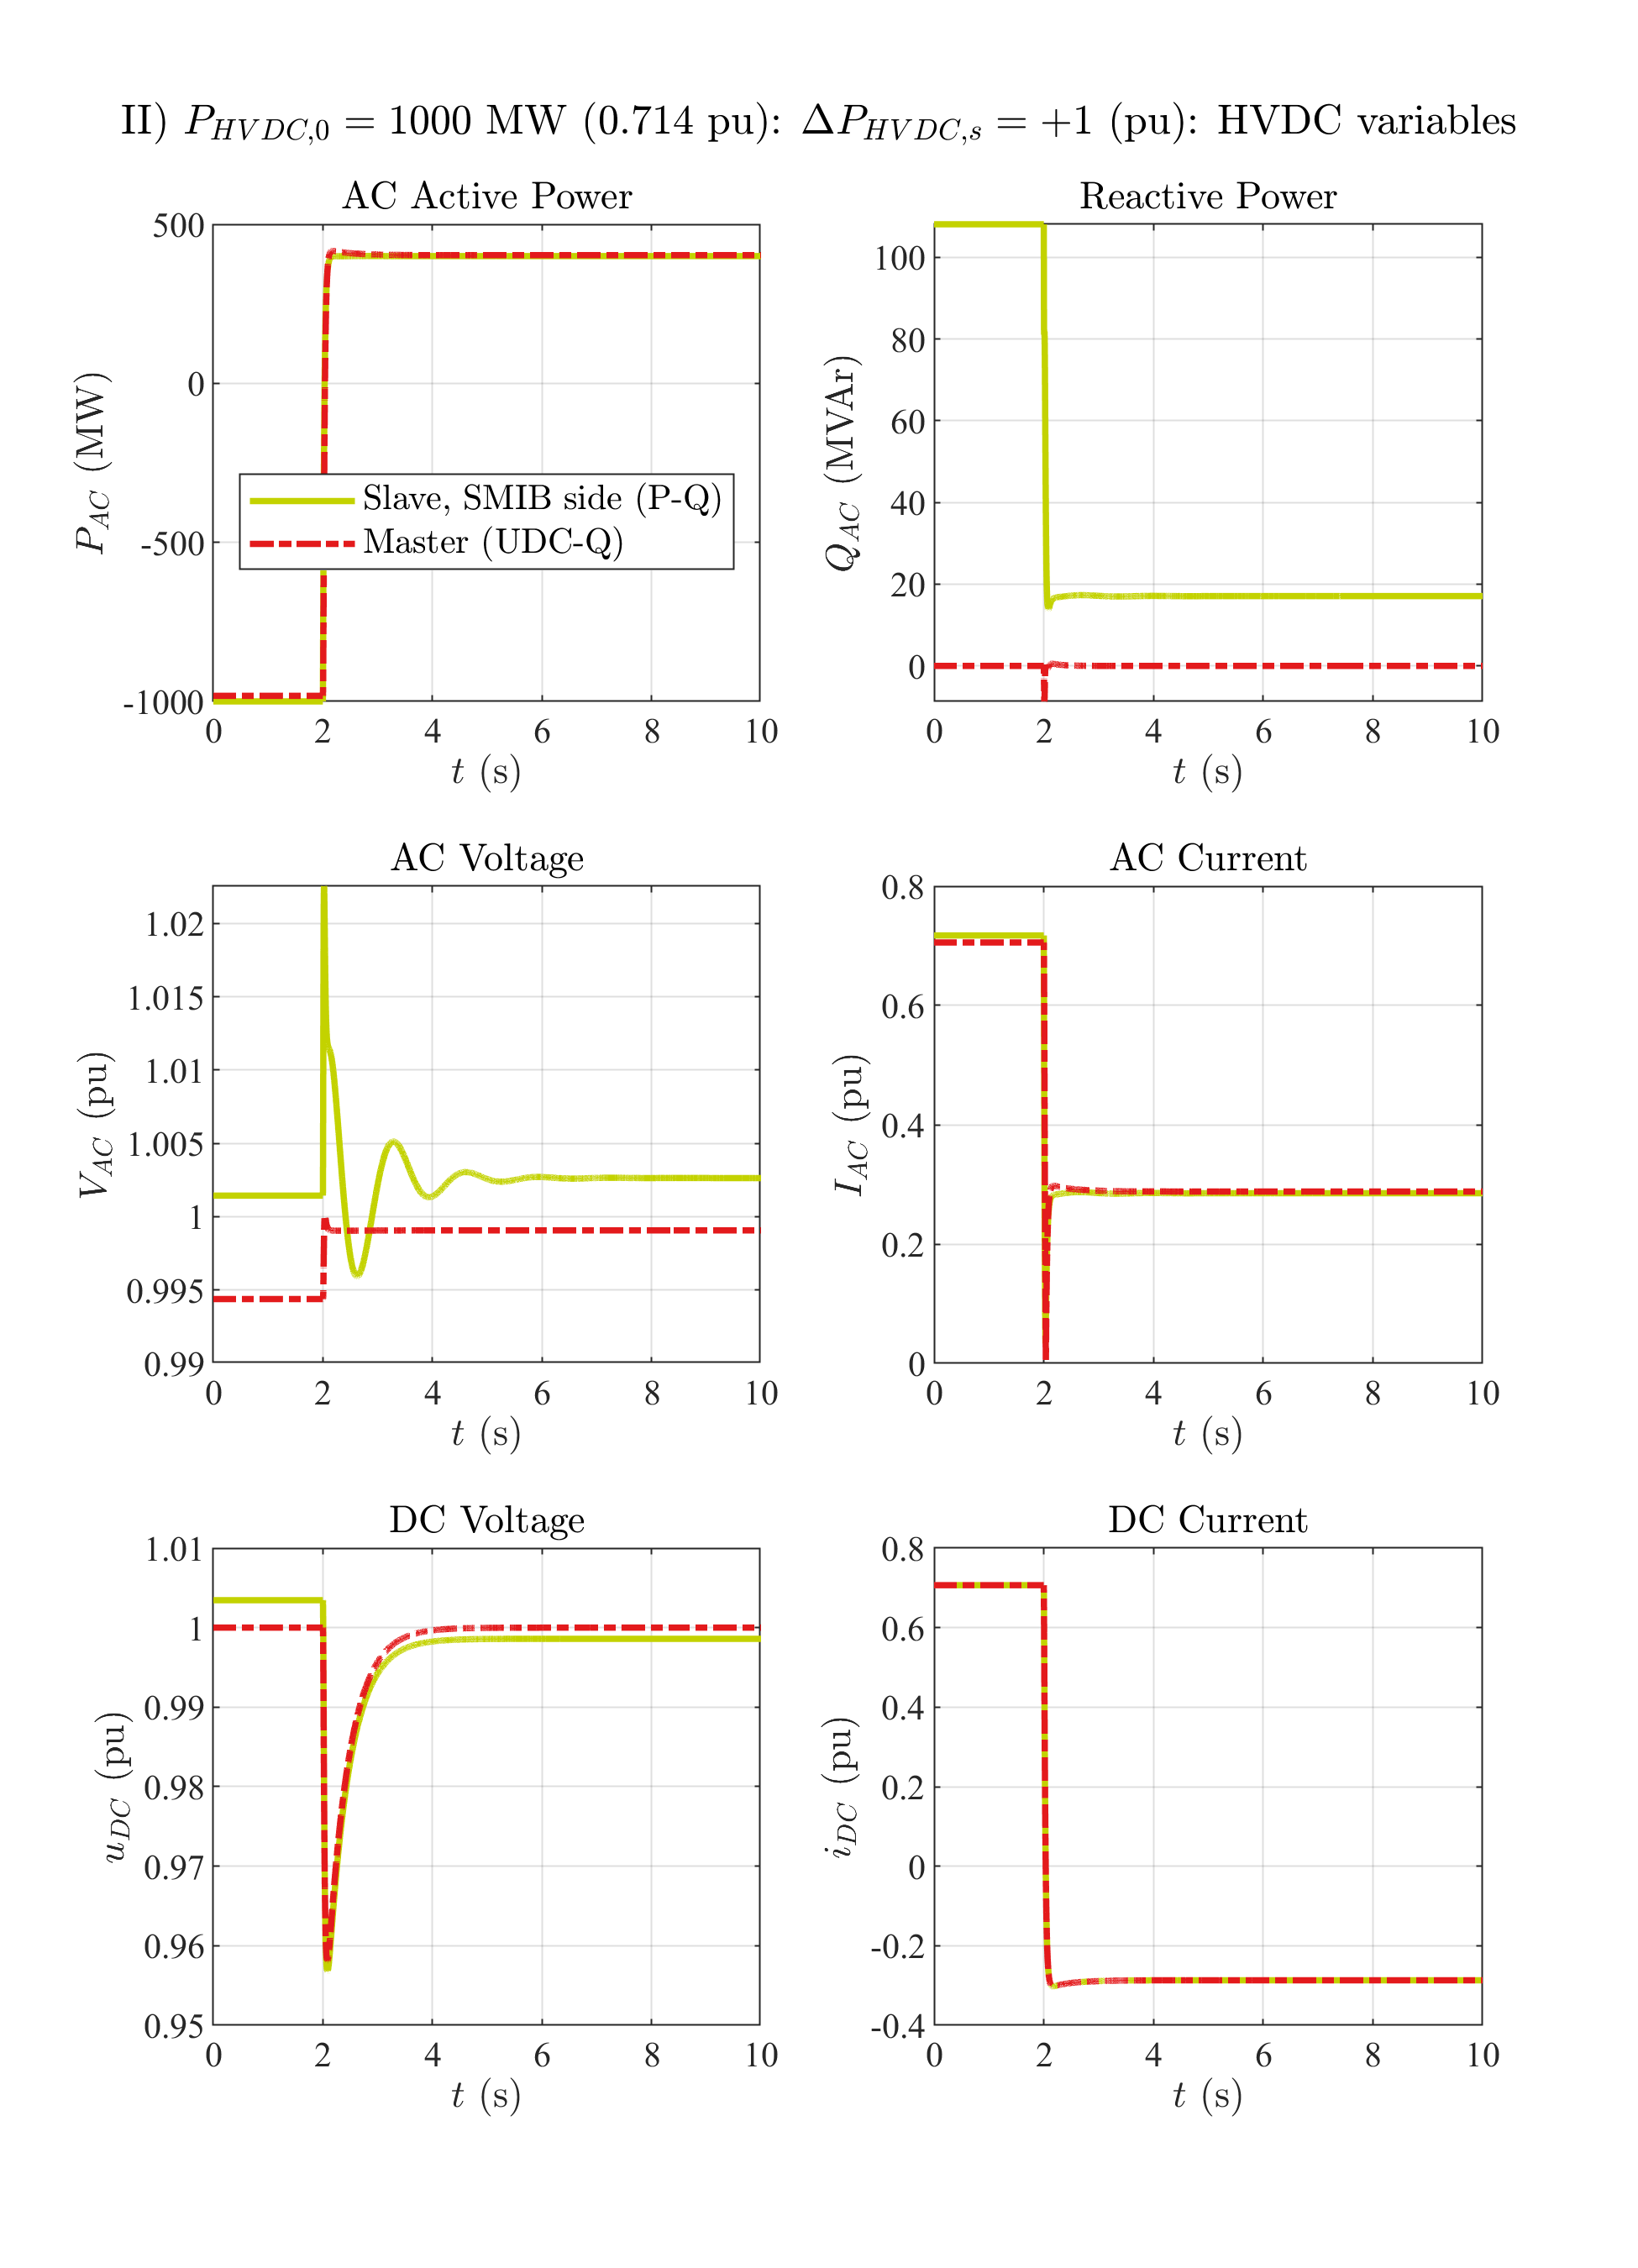 II) P_{HVDC,0} = 1000 MW (0.714 pu): ΔP_{HVDC,s} = +1 (pu): HVDC variables
AC Active Power
500
0
-500
-1000
P_{AC} (MW)
Slave, SMIB side (P-Q)
Master (UDC-Q)
0 2 4 6 8 10
t (s)
Reactive Power
100
80
60
40
20
0
Q_{AC} (MVAr)
0 2 4 6 8 10
t (s)
AC Voltage
1.02
1.015
1.01
1.005
1
0.995
0.99
V_{AC} (pu)
0 2 4 6 8 10
t (s)
AC Current
0.8
0.6
0.4
0.2
0
I_{AC} (pu)
0 2 4 6 8 10
t (s)
DC Voltage
1.01
1
0.99
0.98
0.97
0.96
0.95
u_{DC} (pu)
0 2 4 6 8 10
t (s)
DC Current
0.8
0.6
0.4
0.2
0
-0.2
-0.4
i_{DC} (pu)
0 2 4 6 8 10
t (s)